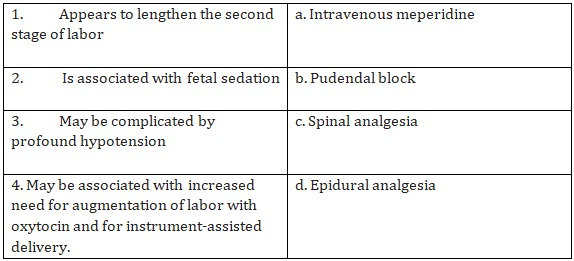 1. Appears to lengthen the second
stage of labor
a. Intravenous meperidine
2. Is associated with fetal sedation
b. Pudendal block
3. May be complicated by
profound hypotension
c. Spinal analgesia
4. May be associated with increased
need for augmentation of labor with
oxytocin and for instrument-assisted
delivery.
d. Epidural analgesia